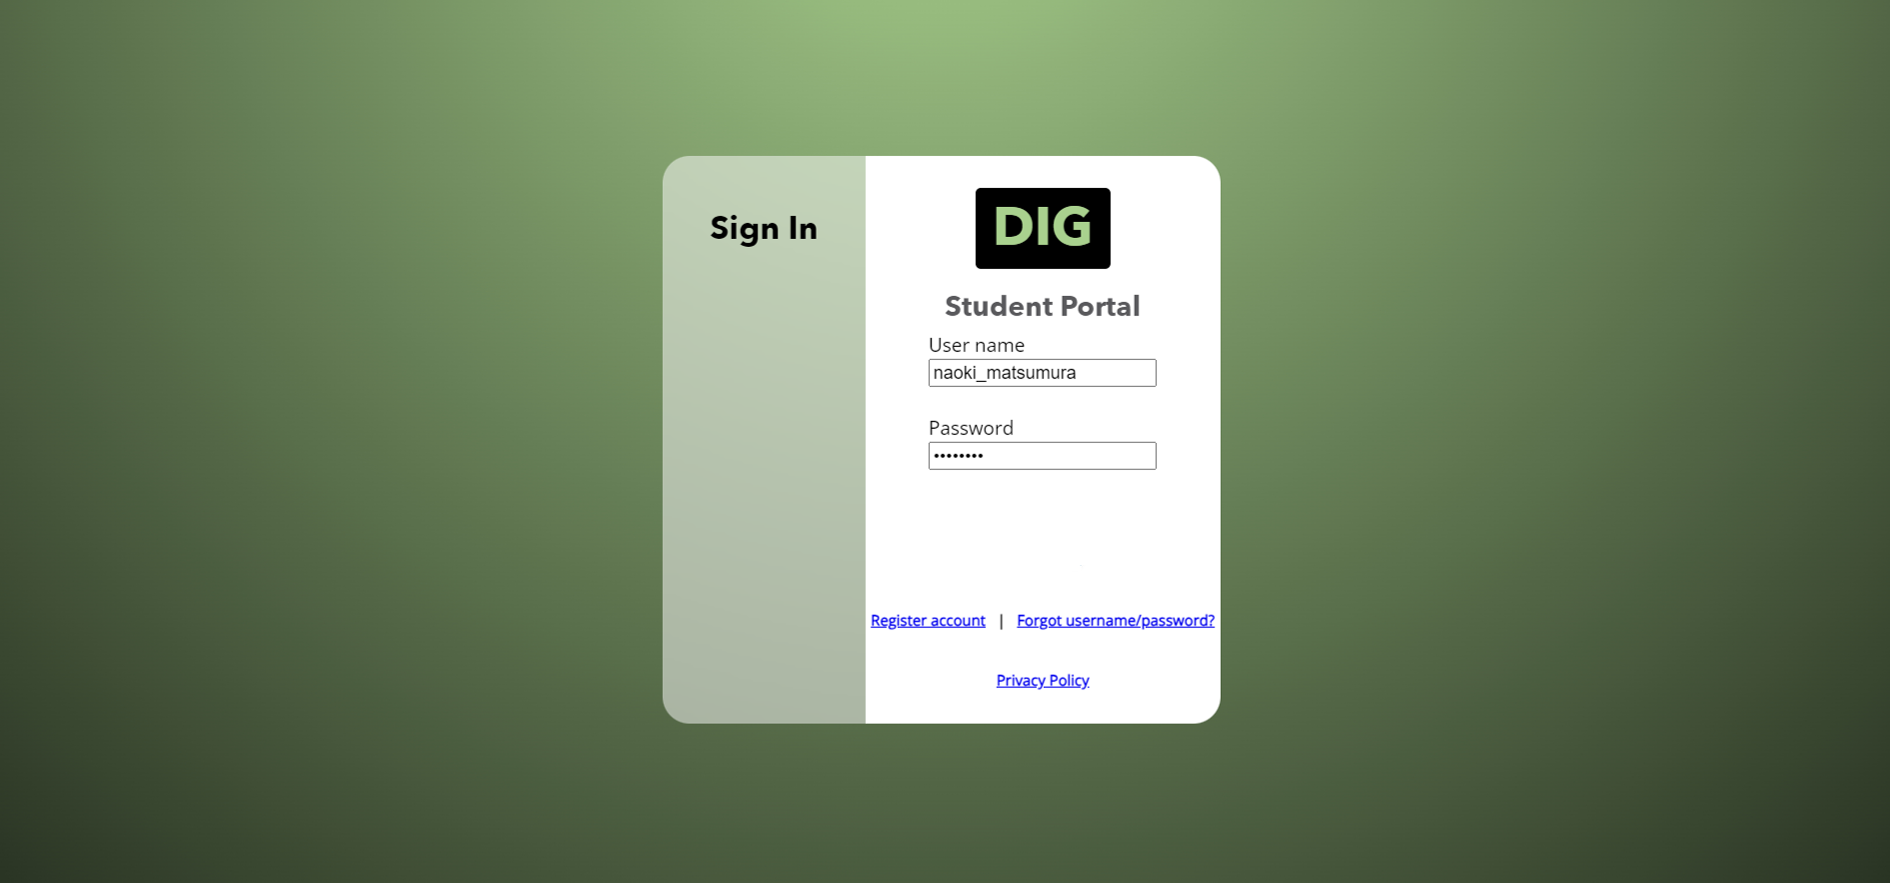 Sign In
DIG
Student Portal
User name
naoki_matsumura
Password
••••••••
Register account | Forgot username/password?
Privacy Policy